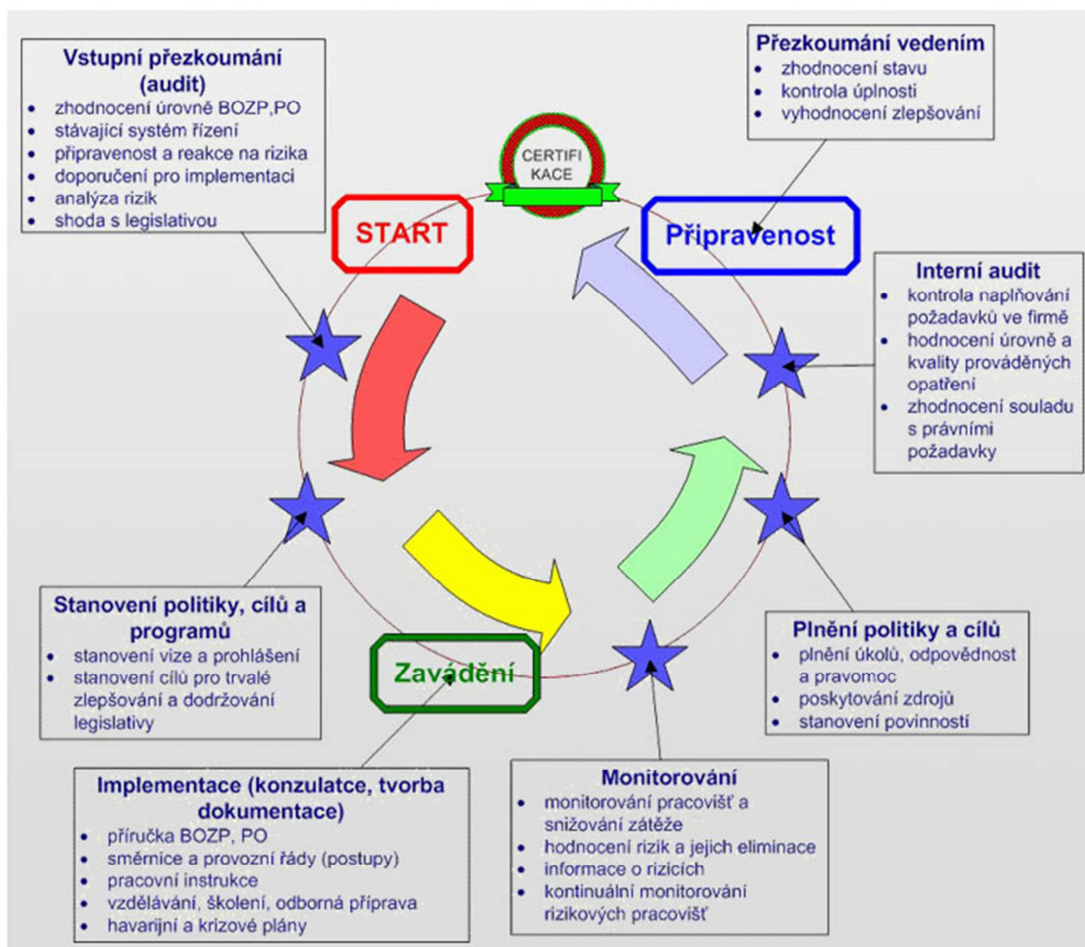 Vstupní přezkoumání
(audit)
• zhodnocení úrovně BOZP,PO
• stávající systém řízení
• připravenost a reakce na rizika
• doporučení pro implementaci
• analýza rizik
• shoda s legislativou
Přezkoumání vedením
• zhodnocení stavu
• kontrola úplnosti
• vyhodnocení zlepšování
CERTIFI
KACE
START
Připravenost
Interní audit
• kontrola naplňování
požadavků ve firmě
• hodnocení úrovně a
kvality prováděných
opatření
• zhodnocení souladu
s právními
požadavky
Stanovení politiky, cílů a
programů
• stanovení vize a prohlášení
• stanovení cílů pro trvalé
zlepšování a dodržování
legislativy
Zavádění
Plnění politiky a cílů
• plnění úkolů, odpovědnost
a pravomoc
• poskytování zdrojů
• stanovení povinností
Implementace (konzulatce, tvorba
dokumentace)
• příručka BOZP, PO
• směrnice a provozní řády (postupy)
• pracovní instrukce
• vzdělávání, školení, odborná příprava
• havarijní a krizové plány
Monitorování
• monitorování pracovišť a
snižování zátěže
• hodnocení rizik a jejich eliminace
• informace o rizicích
• kontinuální monitorování
rizikových pracovišť